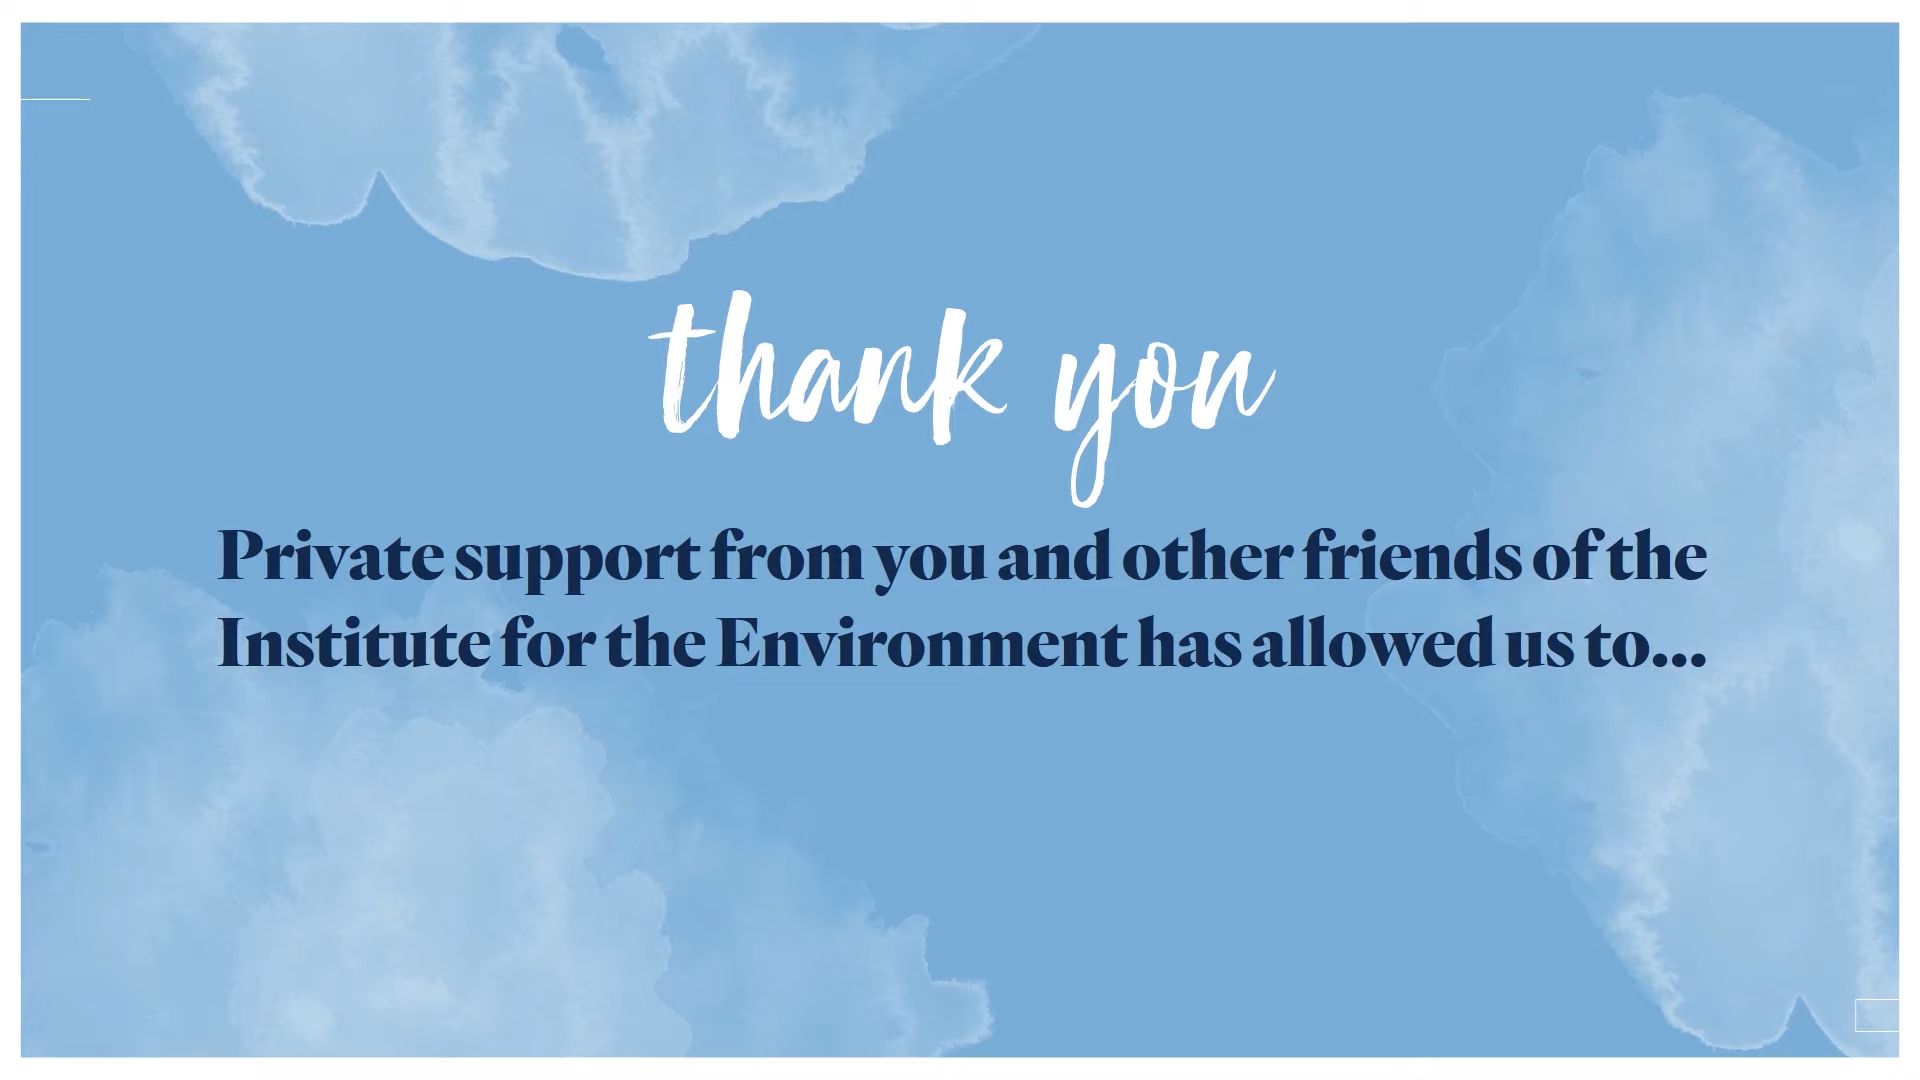 thank you
Private support from you and other friends of the
Institute for the Environment has allowed us to...